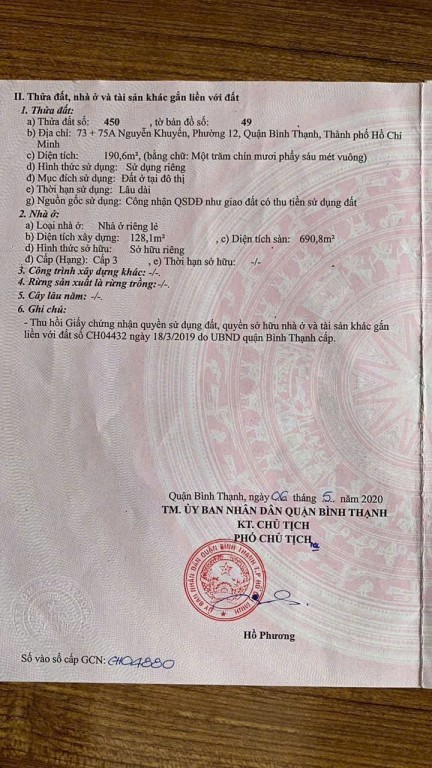 II. Thửa đất, nhà ở và tài sản khác gắn liền với đất
1. Thửa đất:
a) Thửa đất số: 450 , tờ bản đồ số: 49
b) Địa chỉ: 73 + 75A Nguyễn Khuyến, Phường 12, Quận Bình Thạnh, Thành phố Hồ Chí
Minh
c) Diện tích: 190,6m², (bằng chữ: Một trăm chín mươi phẩy sáu mét vuông)
d) Hình thức sử dụng: Sử dụng riêng
đ) Mục đích sử dụng: Đất ở tại đô thị
e) Thời hạn sử dụng: Lâu dài
g) Nguồn gốc sử dụng: Công nhận QSDĐ như giao đất có thu tiền sử dụng đất
2. Nhà ở:
a) Loại nhà ở: Nhà ở riêng lẻ
b) Diện tích xây dựng: 128,1m² , c) Diện tích sàn: 690,8m²
d) Hình thức sở hữu: Sở hữu riêng
đ) Cấp (Hạng): Cấp 3 , e) Thời hạn sở hữu: -/-
3. Công trình xây dựng khác: -/-.
4. Rừng sản xuất là rừng trồng: -/-.
5. Cây lâu năm: -/-.
6. Ghi chú:
- Thu hồi Giấy chứng nhận quyền sử dụng đất, quyền sở hữu nhà ở và tài sản khác gắn
liền với đất số CH04432 ngày 18/3/2019 do UBND quận Bình Thạnh cấp.
Quận Bình Thạnh, ngày 06 tháng 5 năm 2020
TM. ỦY BAN NHÂN DÂN QUẬN BÌNH THẠNH
KT. CHỦ TỊCH
PHÓ CHỦ TỊCH
ỦY BAN NHÂN DÂN QUẬN BÌNH THẠNH T.P HỒ CHÍ MINH
Hồ Phương
Số vào sổ cấp GCN: CH04880